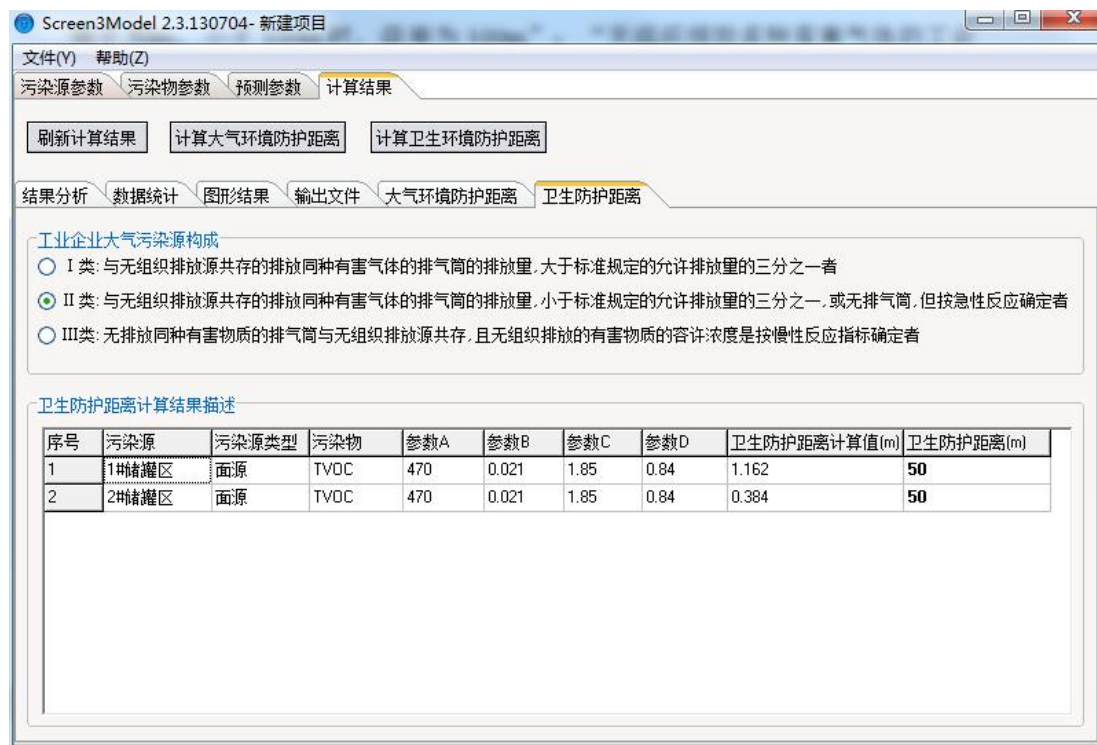 Screen3Model 2.3.130704- 新建项目
文件(Y) 帮助(Z)
污染源参数 污染物参数 预测参数 计算结果
刷新计算结果 计算大气环境防护距离 计算卫生环境防护距离
结果分析 数据统计 图形结果 输出文件 大气环境防护距离 卫生防护距离
工业企业大气污染源构成
I 类: 与无组织排放源共存的排放同种有害气体的排气筒的排放量,大于标准规定的允许排放量的三分之一者
II 类: 与无组织排放源共存的排放同种有害气体的排气筒的排放量,小于标准规定的允许排放量的三分之一,或无排气筒,但按急性反应确定者
III类: 无排放同种有害物质的排气筒与无组织排放源共存,且无组织排放的有害物质的容许浓度是按慢性反应指标确定者
卫生防护距离计算结果描述
序号 污染源 污染源类型 污染物 参数A 参数B 参数C 参数D 卫生防护距离计算值(m) 卫生防护距离(m)
1 1#储罐区 面源 TVOC 470 0.021 1.85 0.84 1.162 50
2 2#储罐区 面源 TVOC 470 0.021 1.85 0.84 0.384 50